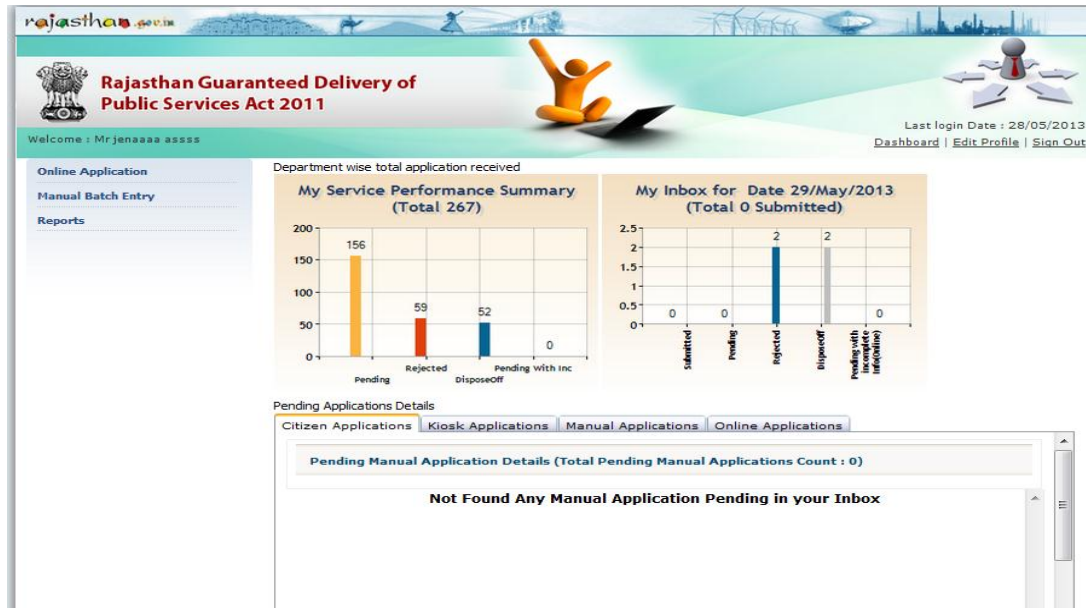 rajasthan.gov.in
Rajasthan Guaranteed Delivery of
Public Services Act 2011
Last login Date : 28/05/2013
Welcome : Mr jenaaaa assss
Dashboard | Edit Profile | Sign Out
Online Application
Manual Batch Entry
Reports
Department wise total application received
My Service Performance Summary
(Total 267)
200
150
100
50
0
156
59
52
0
Pending
Rejected
DisposeOff
Pending With Inc
My Inbox for Date 29/May/2013
(Total 0 Submitted)
2.5
2
1.5
1
0.5
0
0
0
2
2
0
Submitted
Pending
Rejected
Disposeoff
Pending with
incomplete
Info(Online)
Pending Applications Details
Citizen Applications
Kiosk Applications
Manual Applications
Online Applications
Pending Manual Application Details (Total Pending Manual Applications Count : 0)
Not Found Any Manual Application Pending in your Inbox